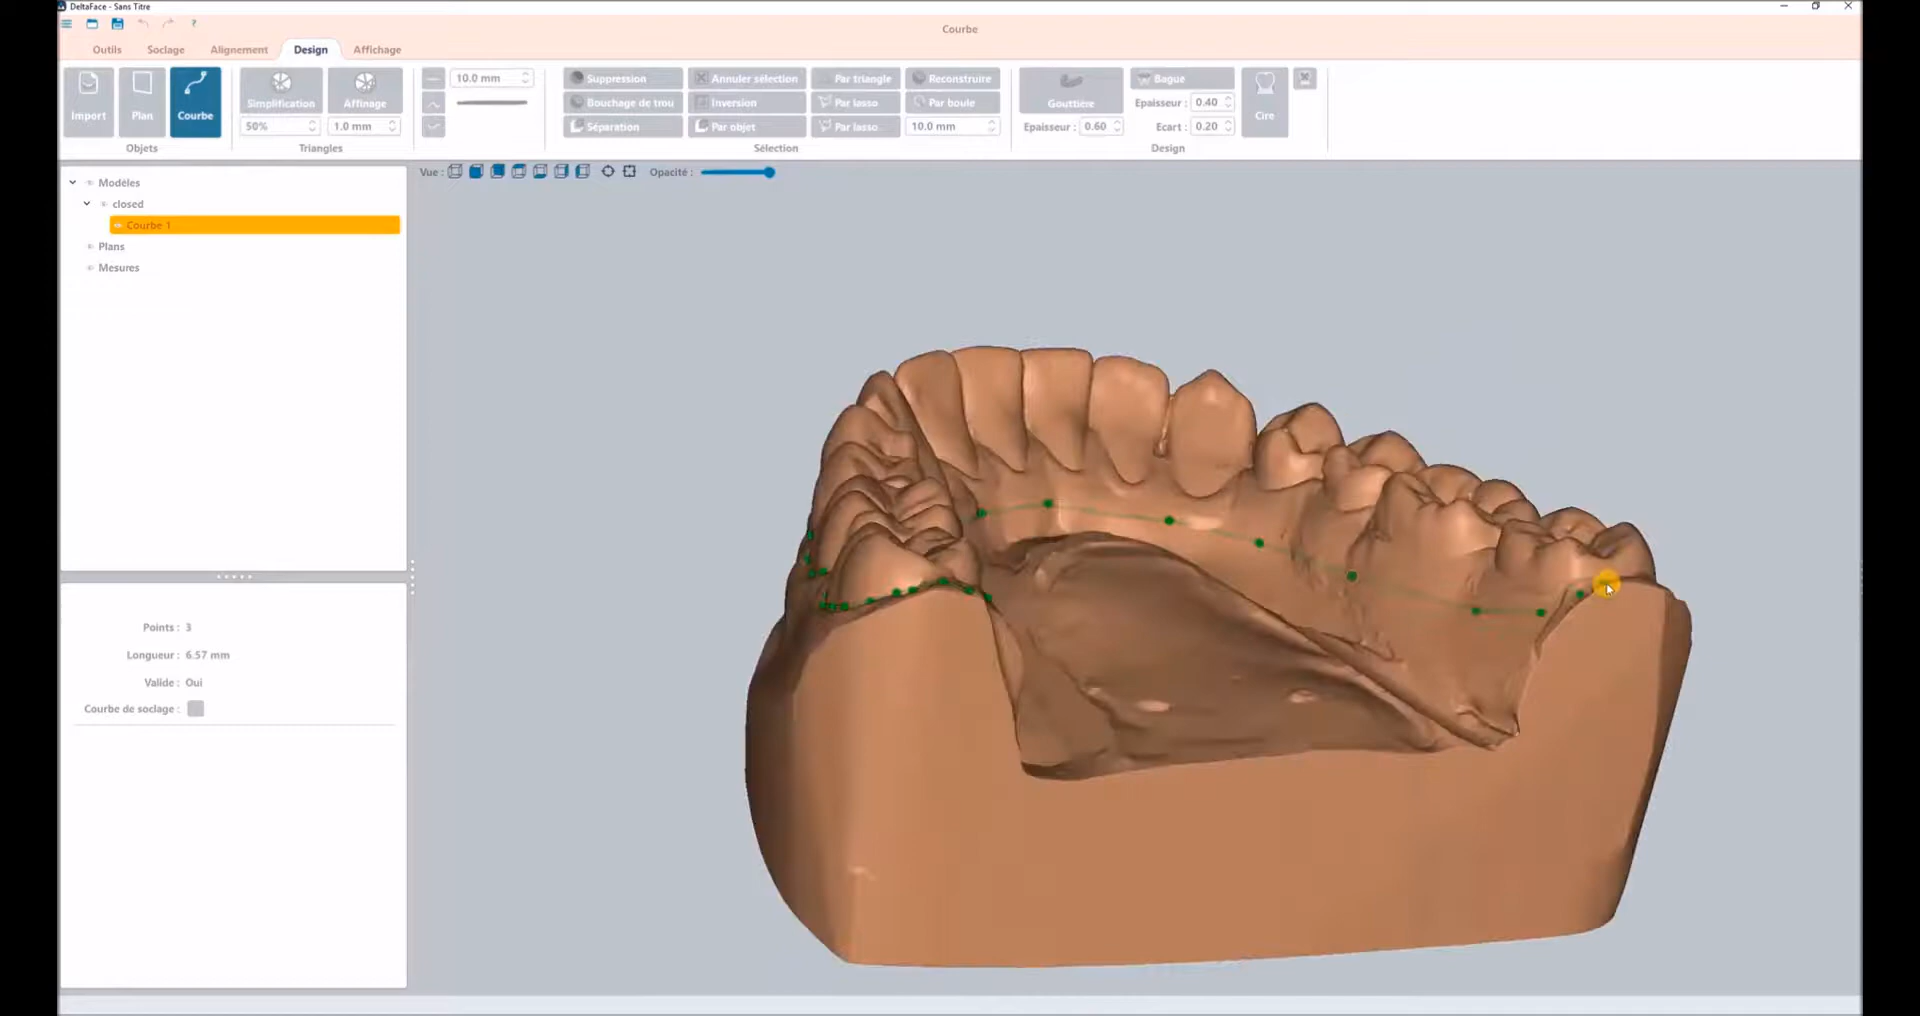 DeltaFace - Sans Titre
?
Courbe
Outils Soclage Alignement Design Affichage
Import Plan Courbe
Objets
Simplification Affinage
50% 1.0 mm
Triangles
10.0 mm
Suppression Annuler sélection Par triangle Reconstruire
Bouchage de trou Inversion Par lasso Par boule
Séparation Par objet Par lasso 10.0 mm
Sélection
Gouttière
Epaisseur : 0.60
Bague
Epaisseur : 0.40
Ecart : 0.20
Cire
Design
Vue : Opacité :
Modèles
closed
Courbe 1
Plans
Mesures
Points : 3
Longueur : 6.57 mm
Valide : Oui
Courbe de soclage :